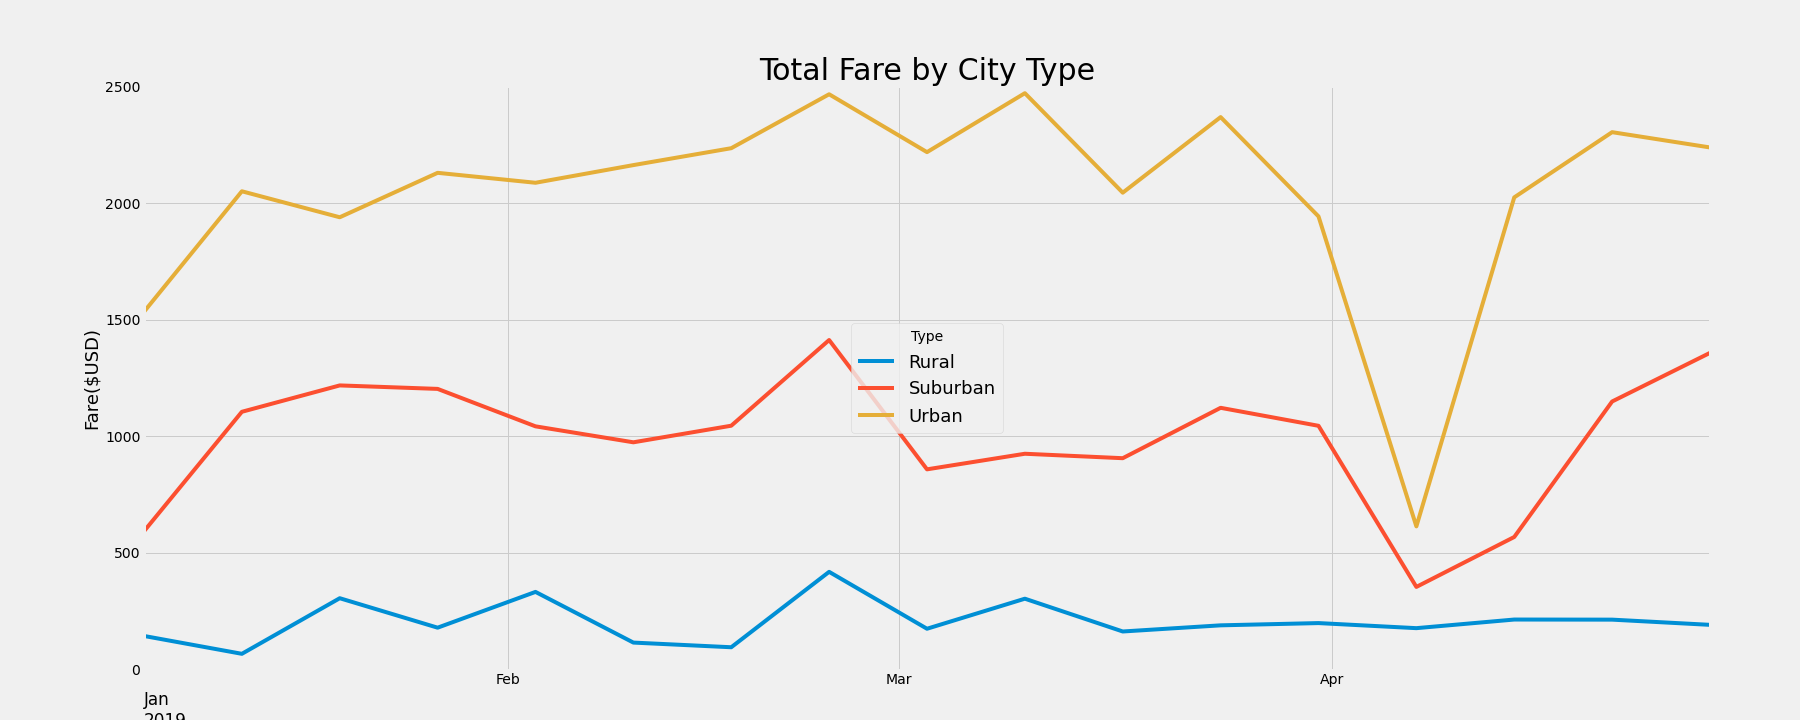 Total Fare by City Type
2500
2000
1500
1000
500
0
Fare($USD)
Type
Rural
Suburban
Urban
Feb
Mar
Apr
Jan
2019